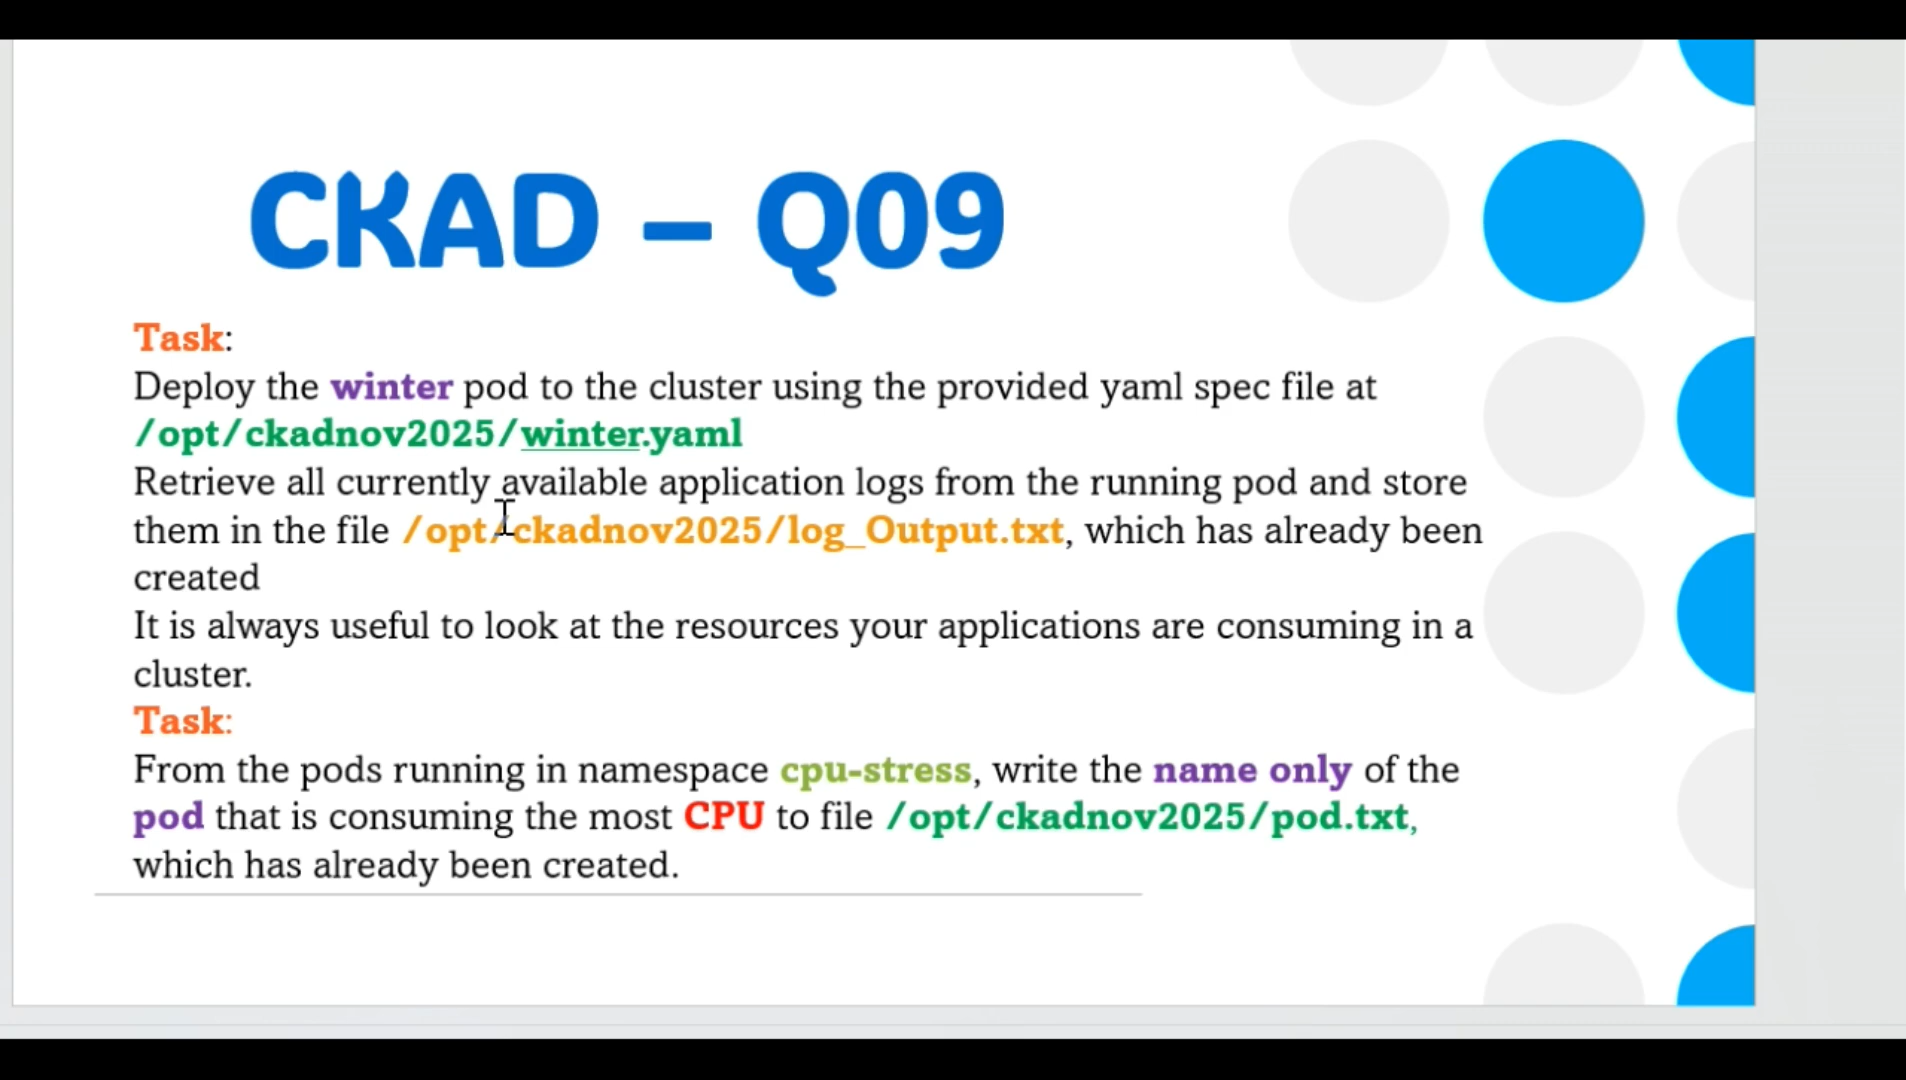 CKAD – Q09
Task:
Deploy the winter pod to the cluster using the provided yaml spec file at
/opt/ckadnov2025/winter.yaml
Retrieve all currently available application logs from the running pod and store
them in the file /opt/ckadnov2025/log_Output.txt, which has already been
created
It is always useful to look at the resources your applications are consuming in a
cluster.
Task:
From the pods running in namespace cpu-stress, write the name only of the
pod that is consuming the most CPU to file /opt/ckadnov2025/pod.txt,
which has already been created.